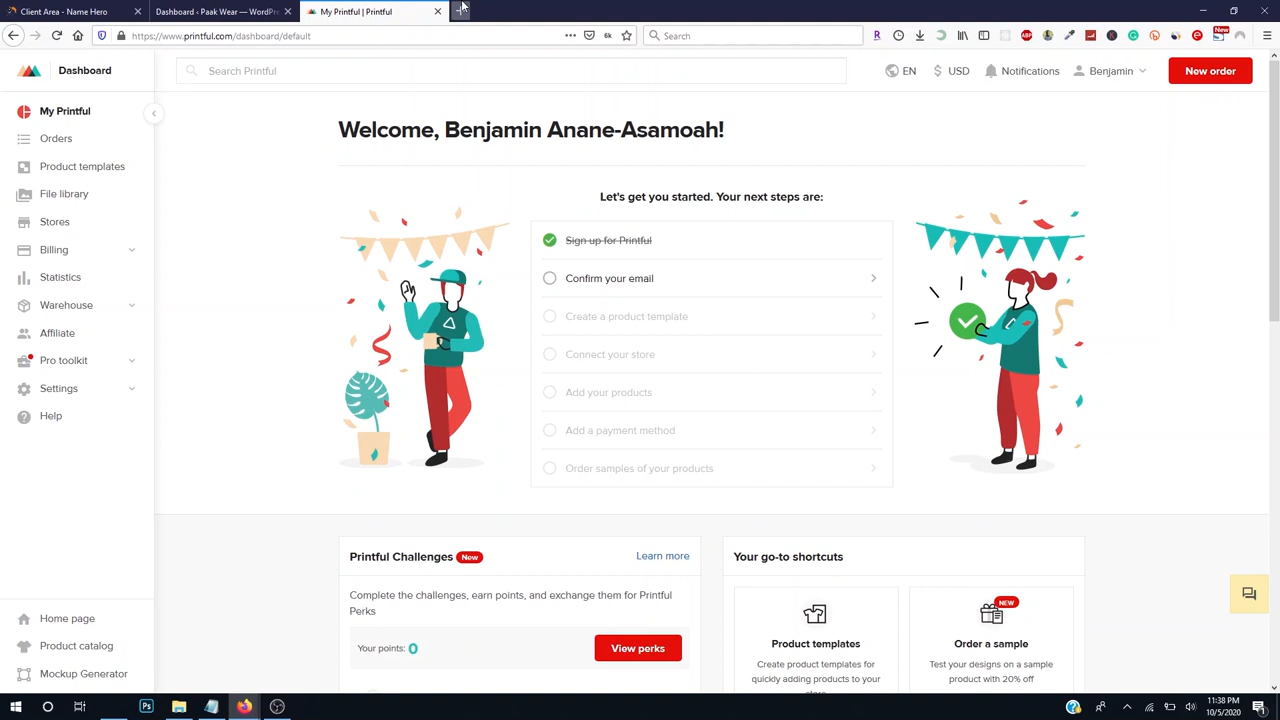 Client Area - Name Hero
Dashboard ‹ Paak Wear — WordPr
My Printful | Printful
https://www.printful.com/dashboard/default
6k
Search
ABP
New
Dashboard
Search Printful
EN
$ USD
Notifications
Benjamin
New order
My Printful
Orders
Product templates
File library
Stores
Billing
Statistics
Warehouse
Affiliate
Pro toolkit
Settings
Help
Home page
Product catalog
Mockup Generator
Welcome, Benjamin Anane-Asamoah!
Let's get you started. Your next steps are:
Sign up for Printful
Confirm your email
Create a product template
Connect your store
Add your products
Add a payment method
Order samples of your products
Printful Challenges New
Learn more
Complete the challenges, earn points, and exchange them for Printful
Perks
Your points: 0
View perks
Your go-to shortcuts
Product templates
Create product templates for
quickly adding products to your
store
NEW
Order a sample
Test your designs on a sample
product with 20% off
Ps
11:38 PM
10/5/2020